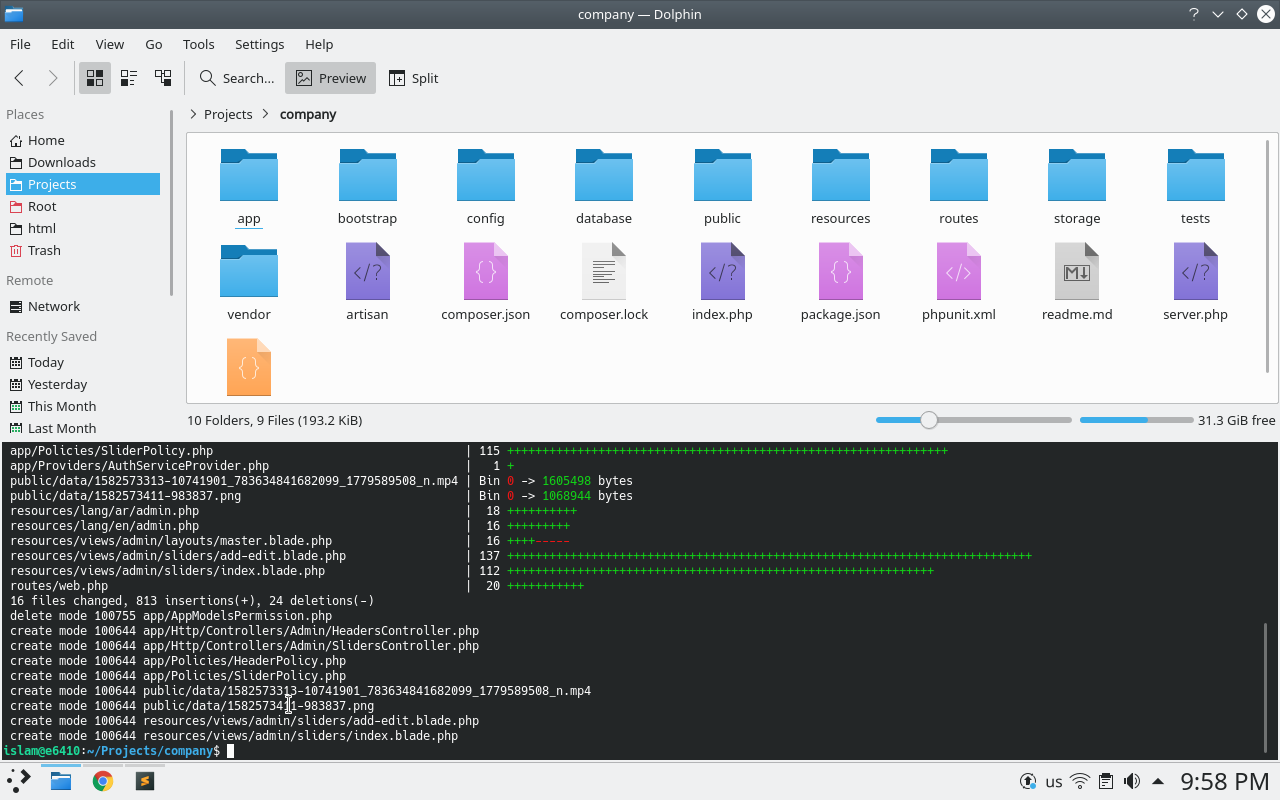 company — Dolphin
File Edit View Go Tools Settings Help
Search... Preview Split
Places
Home
Downloads
Projects
Root
html
Trash
Remote
Network
Recently Saved
Today
Yesterday
This Month
Last Month
Projects company
app bootstrap config database public resources routes storage tests
vendor artisan composer.json composer.lock index.php package.json phpunit.xml readme.md server.php
10 Folders, 9 Files (193.2 KiB) 31.3 GiB free
app/Policies/SliderPolicy.php | 115 +++++++++++++++++++++++++++++++++++++++++++++++++++++++++++++++
app/Providers/AuthServiceProvider.php | 1 +
public/data/1582573313-10741901_783634841682099_1779589508_n.mp4 | Bin 0 -> 1605498 bytes
public/data/1582573411-983837.png | Bin 0 -> 1068944 bytes
resources/lang/ar/admin.php | 18 ++++++++++
resources/lang/en/admin.php | 16 +++++++++
resources/views/admin/layouts/master.blade.php | 16 ++++-----
resources/views/admin/sliders/add-edit.blade.php | 137 +++++++++++++++++++++++++++++++++++++++++++++++++++++++++++++++++++++++++++
resources/views/admin/sliders/index.blade.php | 112 +++++++++++++++++++++++++++++++++++++++++++++++++++++++++++++
routes/web.php | 20 +++++++++++
16 files changed, 813 insertions(+), 24 deletions(-)
delete mode 100755 app/AppModelsPermission.php
create mode 100644 app/Http/Controllers/Admin/HeadersController.php
create mode 100644 app/Http/Controllers/Admin/SlidersController.php
create mode 100644 app/Policies/HeaderPolicy.php
create mode 100644 app/Policies/SliderPolicy.php
create mode 100644 public/data/1582573313-10741901_783634841682099_1779589508_n.mp4
create mode 100644 public/data/1582573411-983837.png
create mode 100644 resources/views/admin/sliders/add-edit.blade.php
create mode 100644 resources/views/admin/sliders/index.blade.php
islam@e6410:~/Projects/company$
us 9:58 PM